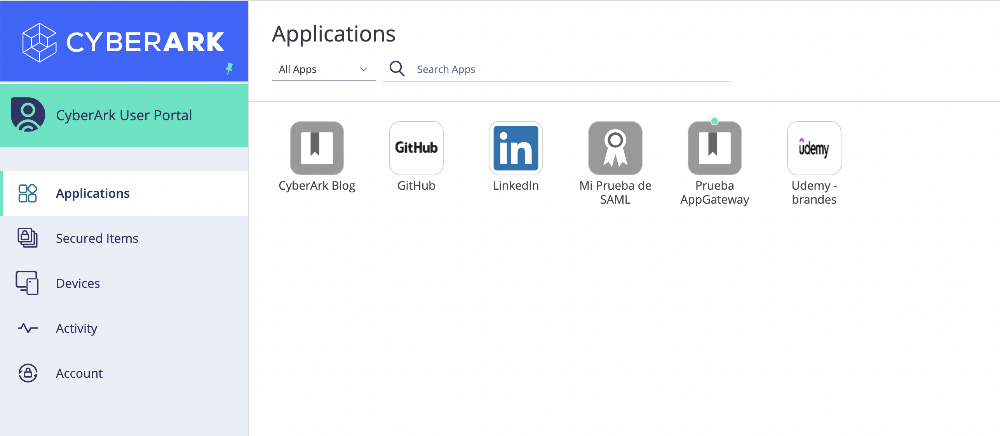 CYBERARK
CyberArk User Portal
Applications
Secured Items
Devices
Activity
Account
Applications
All Apps
Search Apps
GitHub
in
udemy
CyberArk Blog
GitHub
LinkedIn
Mi Prueba de
SAML
Prueba
AppGateway
Udemy -
brandes